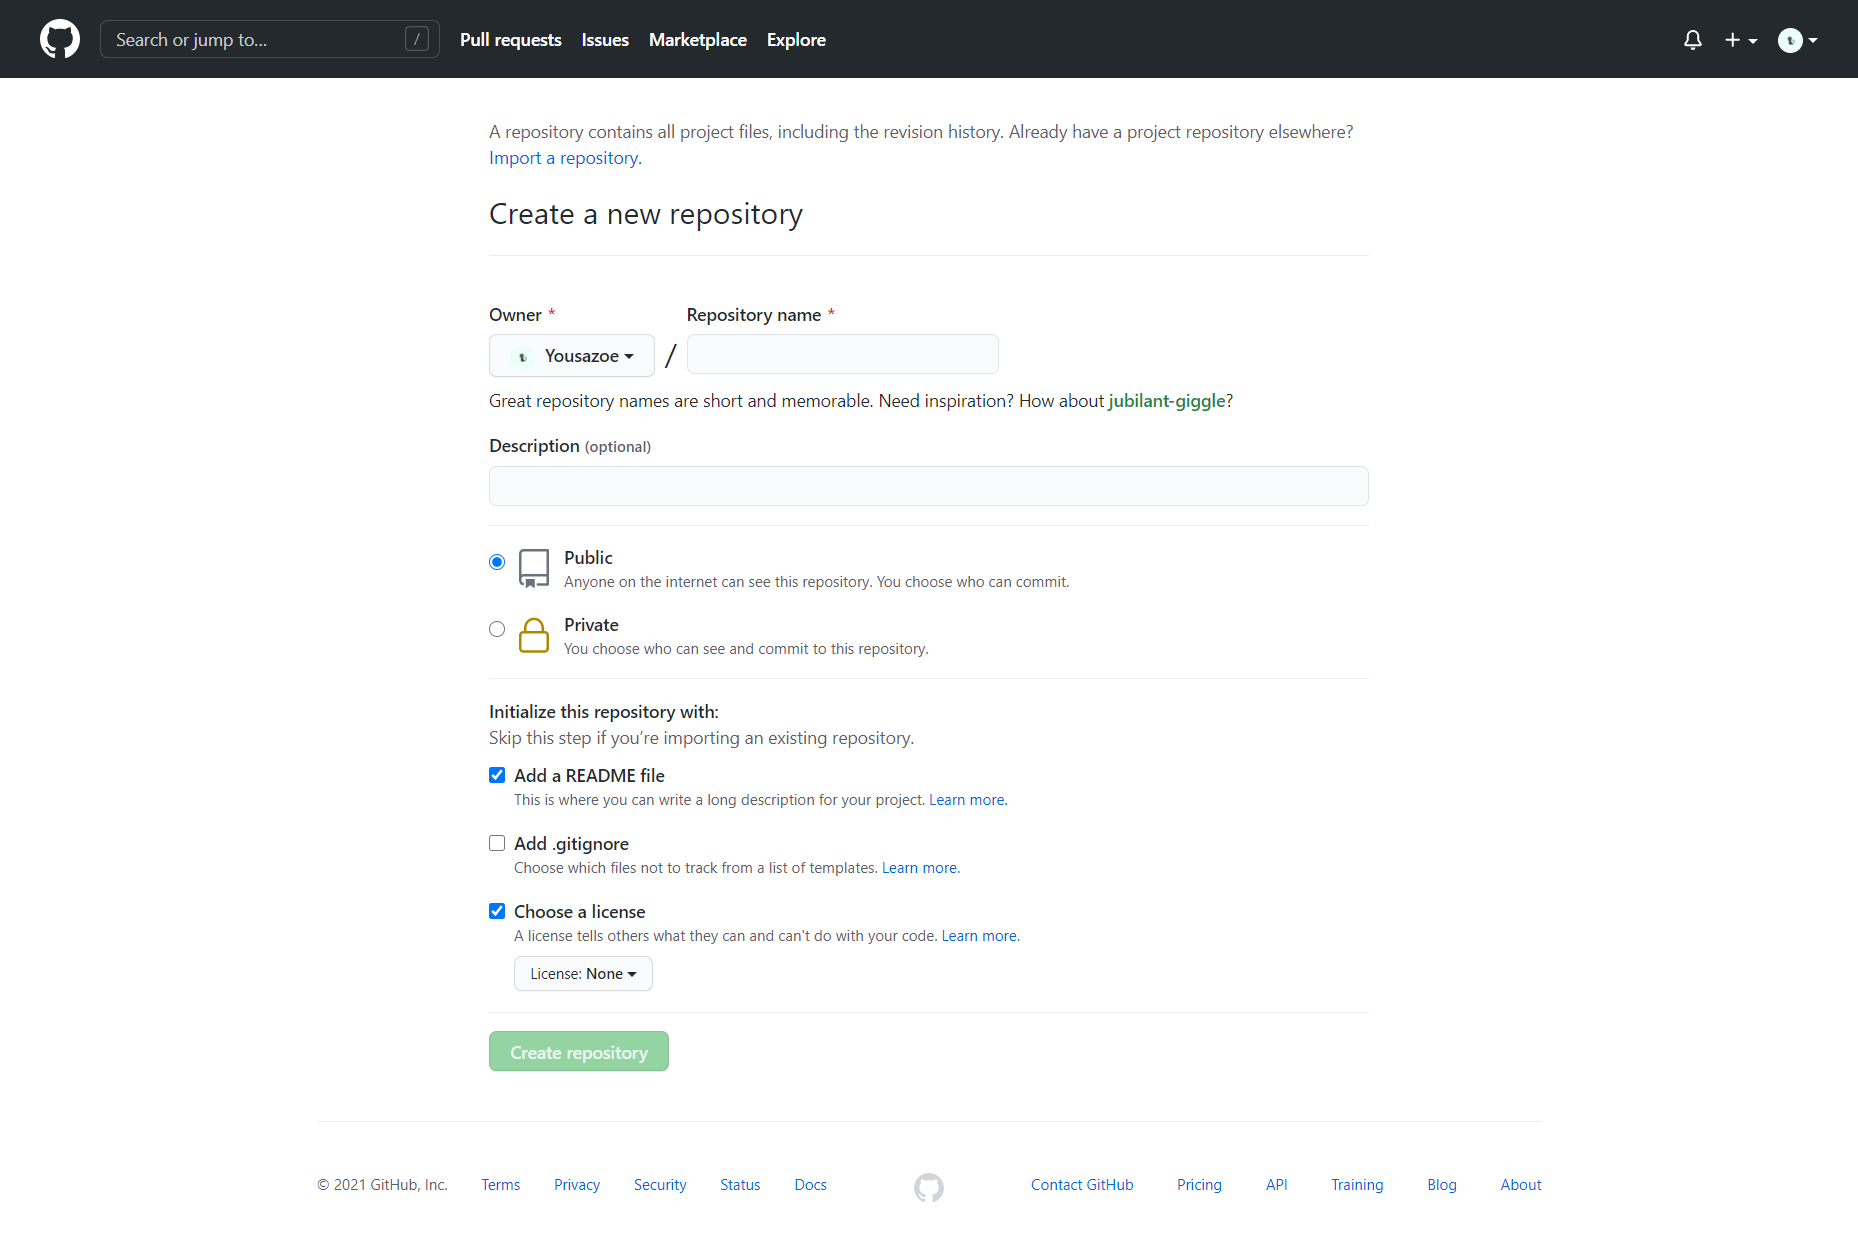 Search or jump to... /
Pull requests Issues Marketplace Explore
A repository contains all project files, including the revision history. Already have a project repository elsewhere?
Import a repository.
Create a new repository
Owner * Repository name *
Yousazoe /
Great repository names are short and memorable. Need inspiration? How about jubilant-giggle?
Description (optional)
Public
Anyone on the internet can see this repository. You choose who can commit.
Private
You choose who can see and commit to this repository.
Initialize this repository with:
Skip this step if you’re importing an existing repository.
Add a README file
This is where you can write a long description for your project. Learn more.
Add .gitignore
Choose which files not to track from a list of templates. Learn more.
Choose a license
A license tells others what they can and can't do with your code. Learn more.
License: None
Create repository
© 2021 GitHub, Inc. Terms Privacy Security Status Docs Contact GitHub Pricing API Training Blog About